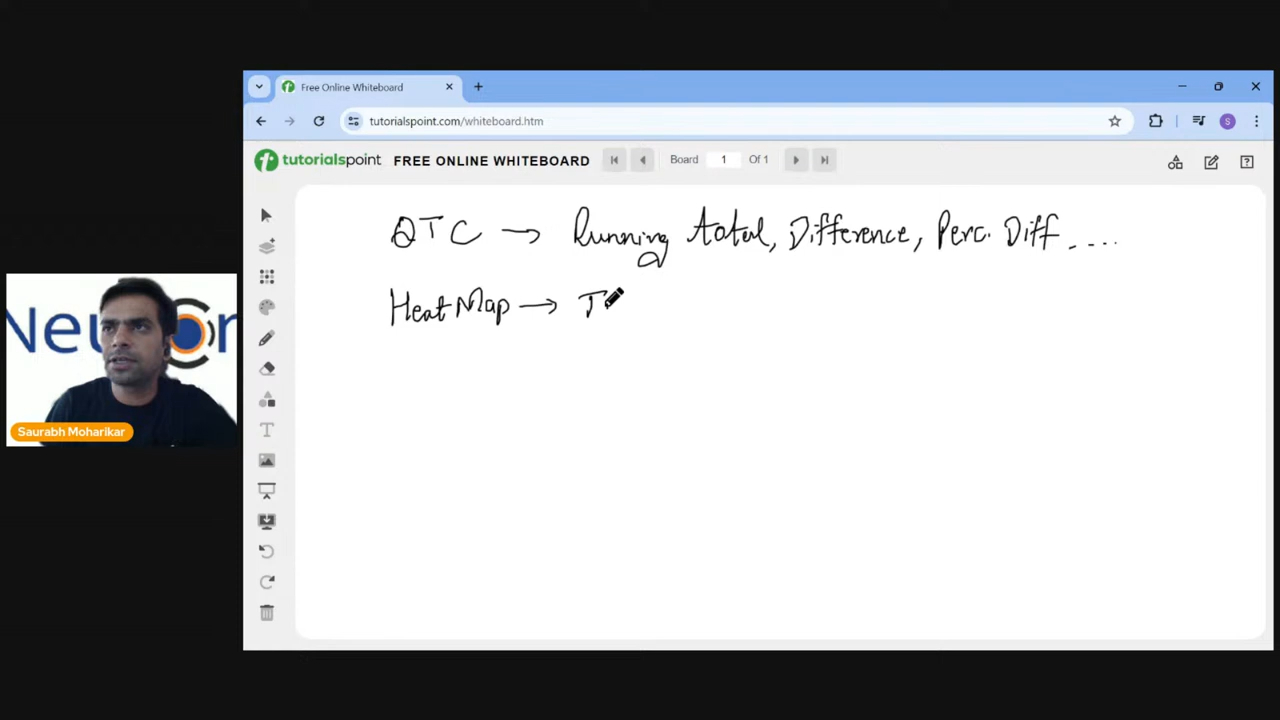 Free Online Whiteboard
tutorialspoint.com/whiteboard.htm
S
tutorialspoint FREE ONLINE WHITEBOARD Board 1 Of 1
QTC → Running Total, Difference, Perc. Diff ....
HeatMap → T
Neuron
Saurabh Moharikar